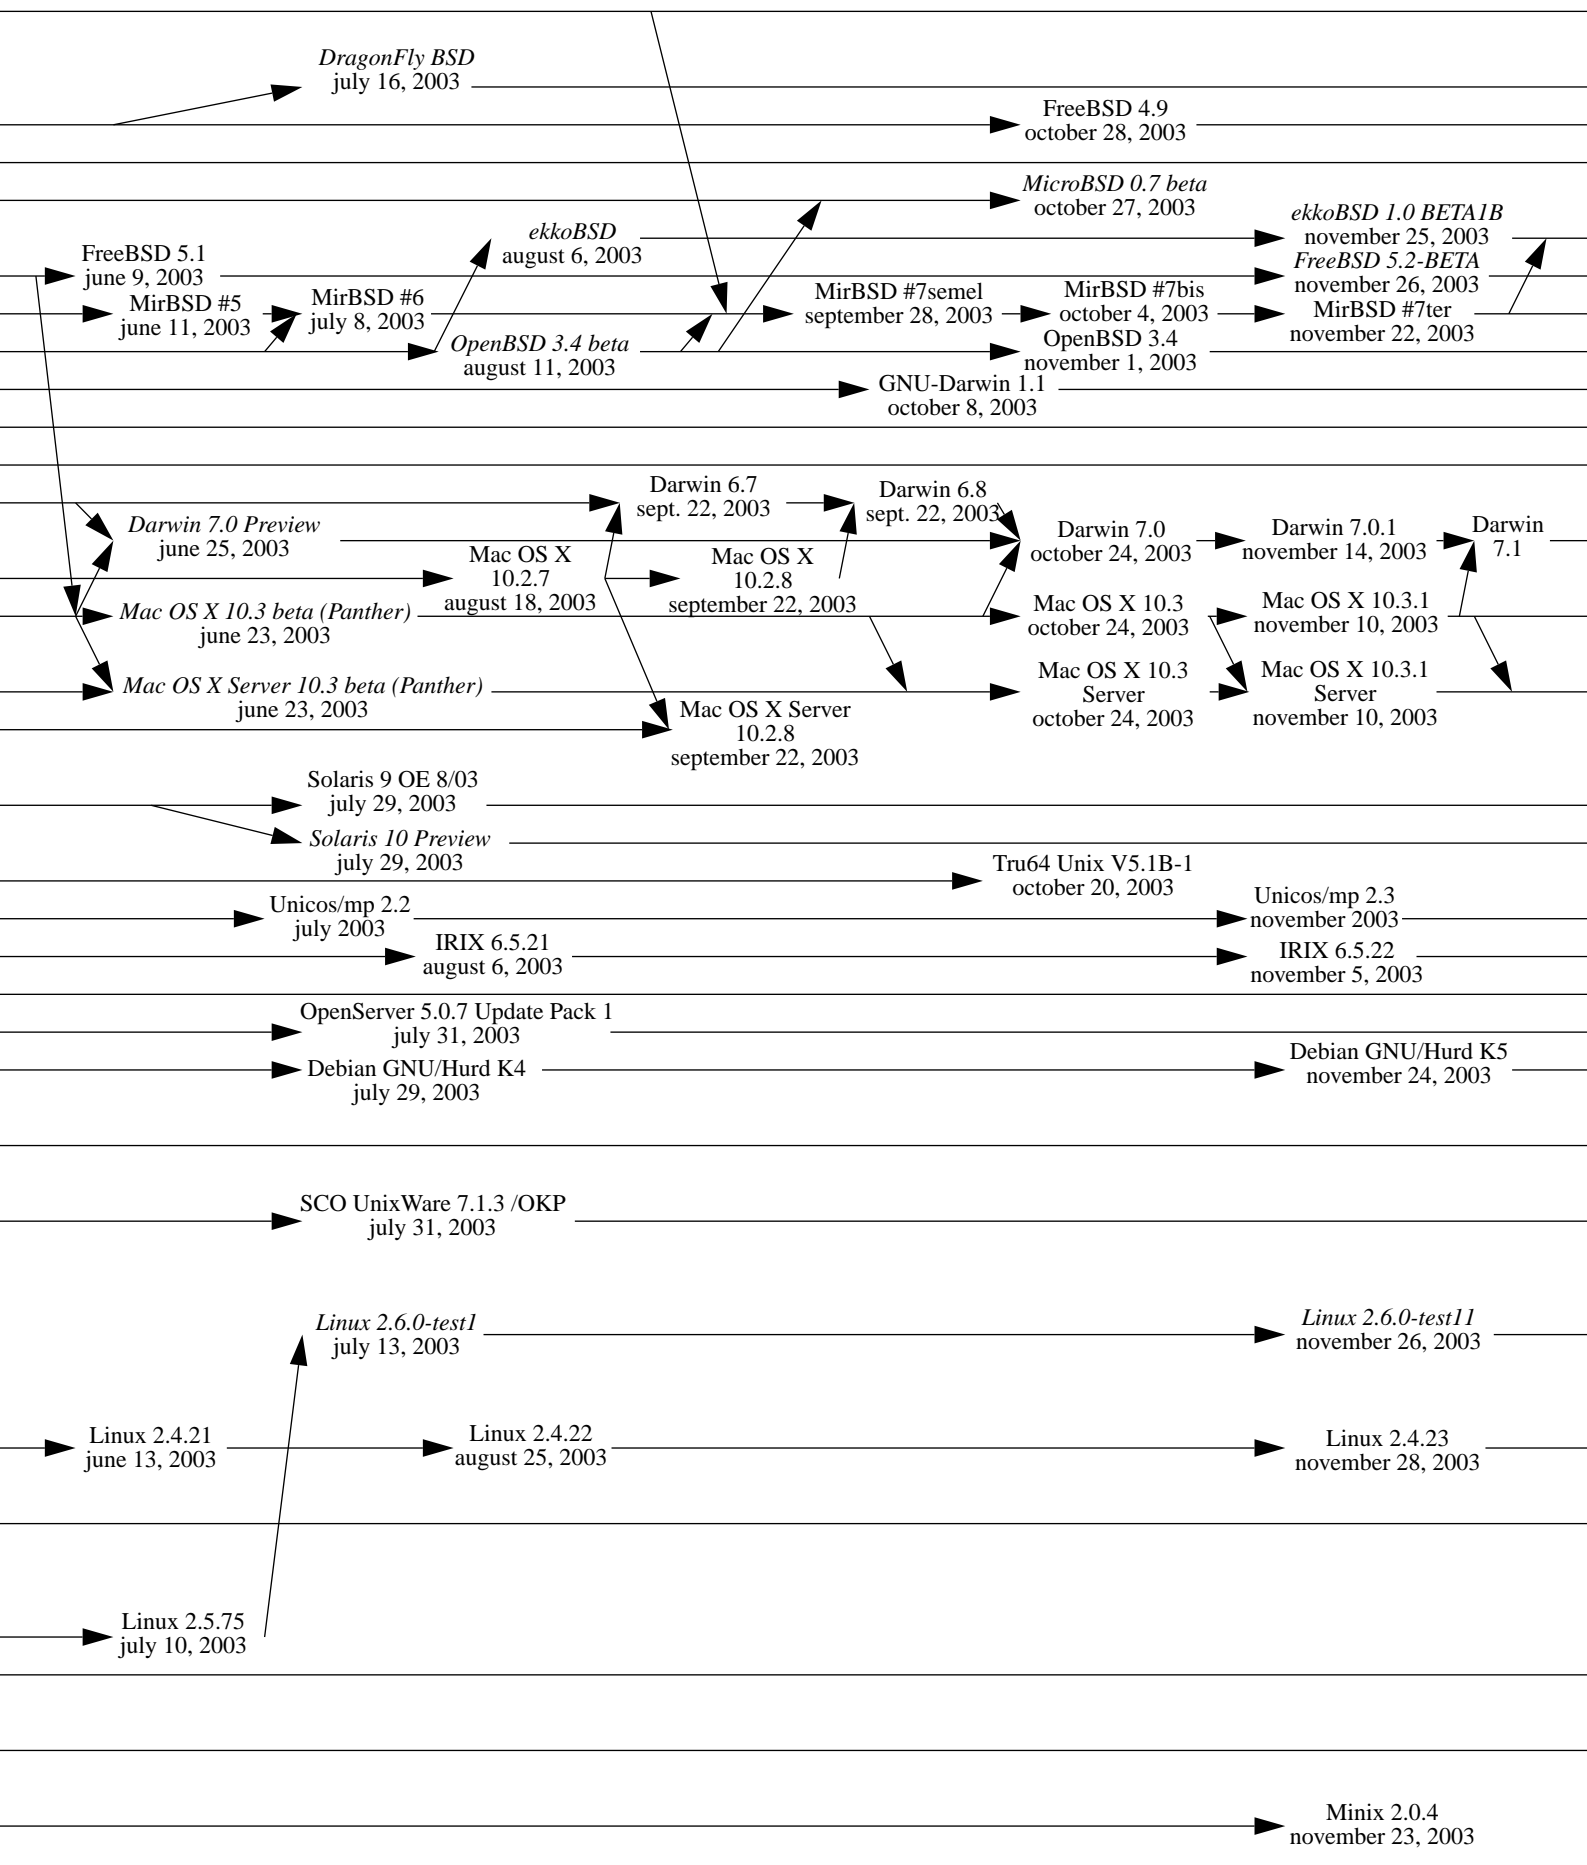 DragonFly BSD
july 16, 2003
FreeBSD 4.9
october 28, 2003
MicroBSD 0.7 beta
october 27, 2003
ekkoBSD 1.0 BETA1B
november 25, 2003
ekkoBSD
august 6, 2003
FreeBSD 5.1
june 9, 2003
FreeBSD 5.2-BETA
november 26, 2003
MirBSD #5
june 11, 2003
MirBSD #6
july 8, 2003
MirBSD #7semel
september 28, 2003
MirBSD #7bis
october 4, 2003
MirBSD #7ter
november 22, 2003
OpenBSD 3.4 beta
august 11, 2003
OpenBSD 3.4
november 1, 2003
GNU-Darwin 1.1
october 8, 2003
Darwin 6.7
sept. 22, 2003
Darwin 6.8
sept. 22, 2003
Darwin 7.0 Preview
june 25, 2003
Darwin 7.0
october 24, 2003
Darwin 7.0.1
november 14, 2003
Darwin
7.1
Mac OS X
10.2.7
august 18, 2003
Mac OS X
10.2.8
september 22, 2003
Mac OS X 10.3 beta (Panther)
june 23, 2003
Mac OS X 10.3
october 24, 2003
Mac OS X 10.3.1
november 10, 2003
Mac OS X Server 10.3 beta (Panther)
june 23, 2003
Mac OS X 10.3
Server
october 24, 2003
Mac OS X 10.3.1
Server
november 10, 2003
Mac OS X Server
10.2.8
september 22, 2003
Solaris 9 OE 8/03
july 29, 2003
Solaris 10 Preview
july 29, 2003
Tru64 Unix V5.1B-1
october 20, 2003
Unicos/mp 2.2
july 2003
Unicos/mp 2.3
november 2003
IRIX 6.5.21
august 6, 2003
IRIX 6.5.22
november 5, 2003
OpenServer 5.0.7 Update Pack 1
july 31, 2003
Debian GNU/Hurd K4
july 29, 2003
Debian GNU/Hurd K5
november 24, 2003
SCO UnixWare 7.1.3 /OKP
july 31, 2003
Linux 2.6.0-test1
july 13, 2003
Linux 2.6.0-test11
november 26, 2003
Linux 2.4.21
june 13, 2003
Linux 2.4.22
august 25, 2003
Linux 2.4.23
november 28, 2003
Linux 2.5.75
july 10, 2003
Minix 2.0.4
november 23, 2003